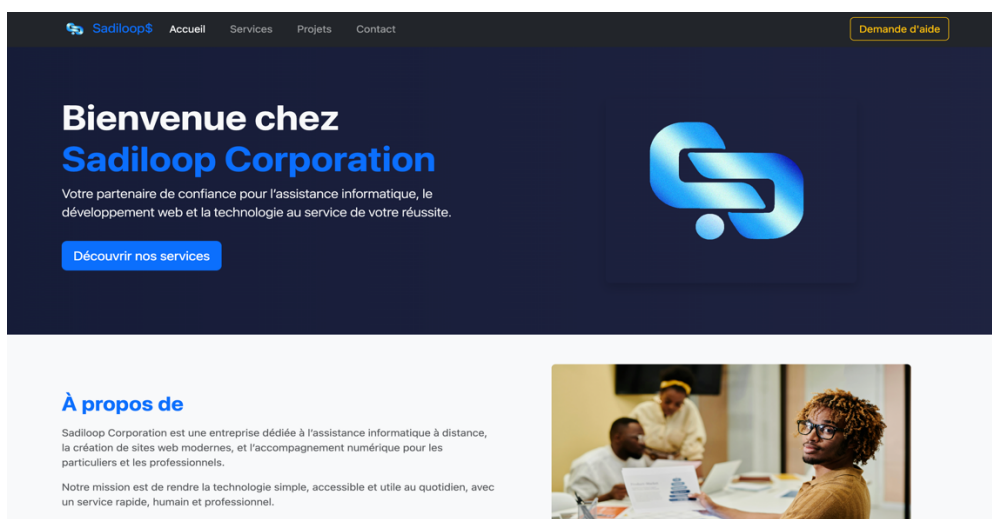 Sadiloop$ Accueil Services Projets Contact Demande d'aide
Bienvenue chez
Sadiloop Corporation
Votre partenaire de confiance pour l'assistance informatique, le
développement web et la technologie au service de votre réussite.
Découvrir nos services
À propos de
Sadiloop Corporation est une entreprise dédiée à l'assistance informatique à distance,
la création de sites web modernes, et l'accompagnement numérique pour les
particuliers et les professionnels.
Notre mission est de rendre la technologie simple, accessible et utile au quotidien, avec
un service rapide, humain et professionnel.